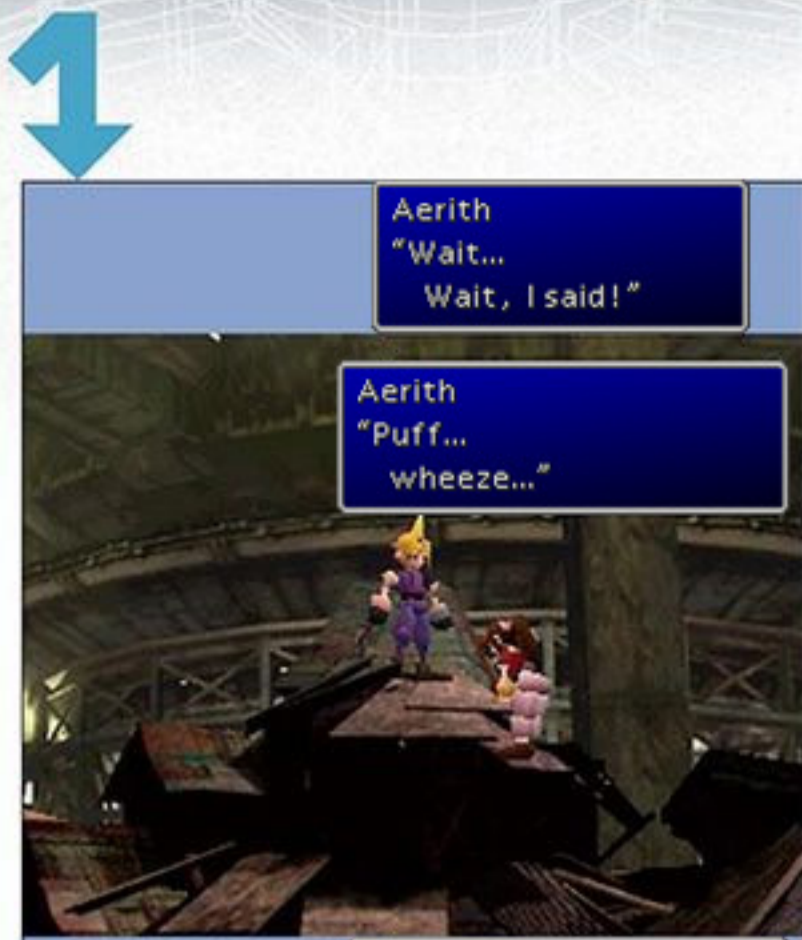 1
Aerith
“Wait...
Wait, I said!”
Aerith
“Puff...
wheeze...”